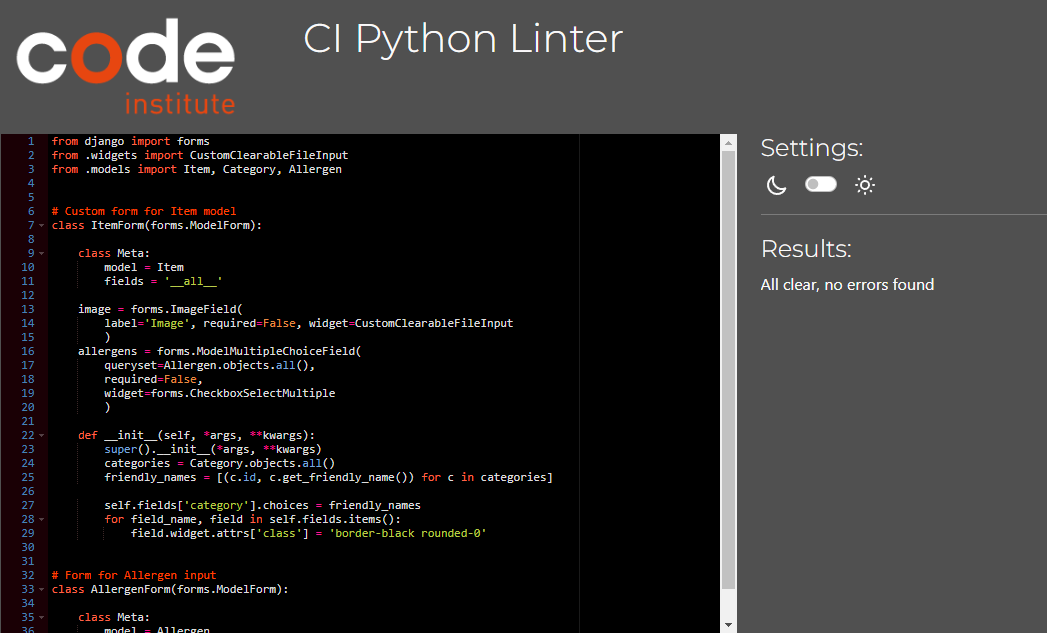 code
institute
CI Python Linter
1 from django import forms
2 from .widgets import CustomClearableFileInput
3 from .models import Item, Category, Allergen
4
5
6 # Custom form for Item model
7 class ItemForm(forms.ModelForm):
8
9     class Meta:
10         model = Item
11         fields = '__all__'
12
13     image = forms.ImageField(
14         label='Image', required=False, widget=CustomClearableFileInput
15         )
16     allergens = forms.ModelMultipleChoiceField(
17         queryset=Allergen.objects.all(),
18         required=False,
19         widget=forms.CheckboxSelectMultiple
20         )
21
22     def __init__(self, *args, **kwargs):
23         super().__init__(*args, **kwargs)
24         categories = Category.objects.all()
25         friendly_names = [(c.id, c.get_friendly_name()) for c in categories]
26
27         self.fields['category'].choices = friendly_names
28         for field_name, field in self.fields.items():
29             field.widget.attrs['class'] = 'border-black rounded-0'
30
31
32 # Form for Allergen input
33 class AllergenForm(forms.ModelForm):
34
35     class Meta:
36         model = Allergen
Settings:
Results:
All clear, no errors found